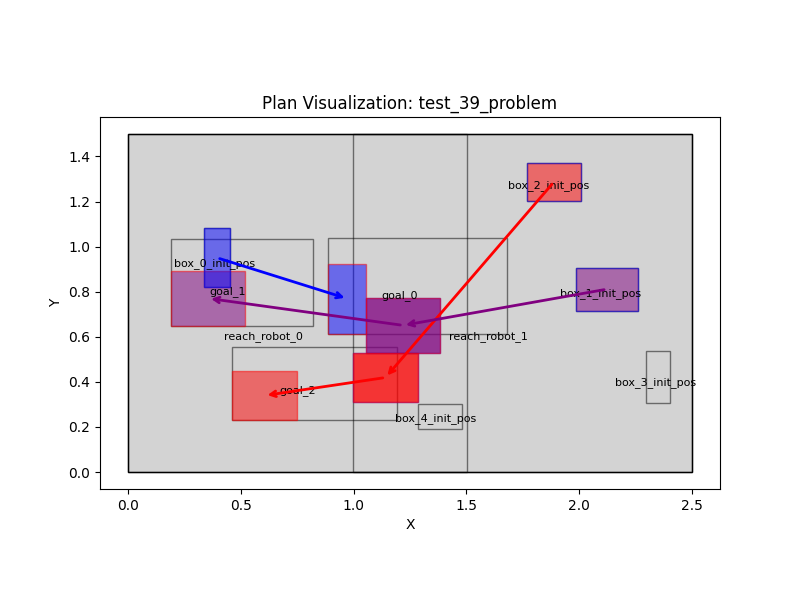 Plan Visualization: test_39_problem
1.4
1.2
1.0
0.8
0.6
0.4
0.2
0.0
Y
box_2_init_pos
box_0_init_pos
goal_1
goal_0
box_1_init_pos
reach_robot_0
reach_robot_1
goal_2
box_3_init_pos
box_4_init_pos
0.0 0.5 1.0 1.5 2.0 2.5
X